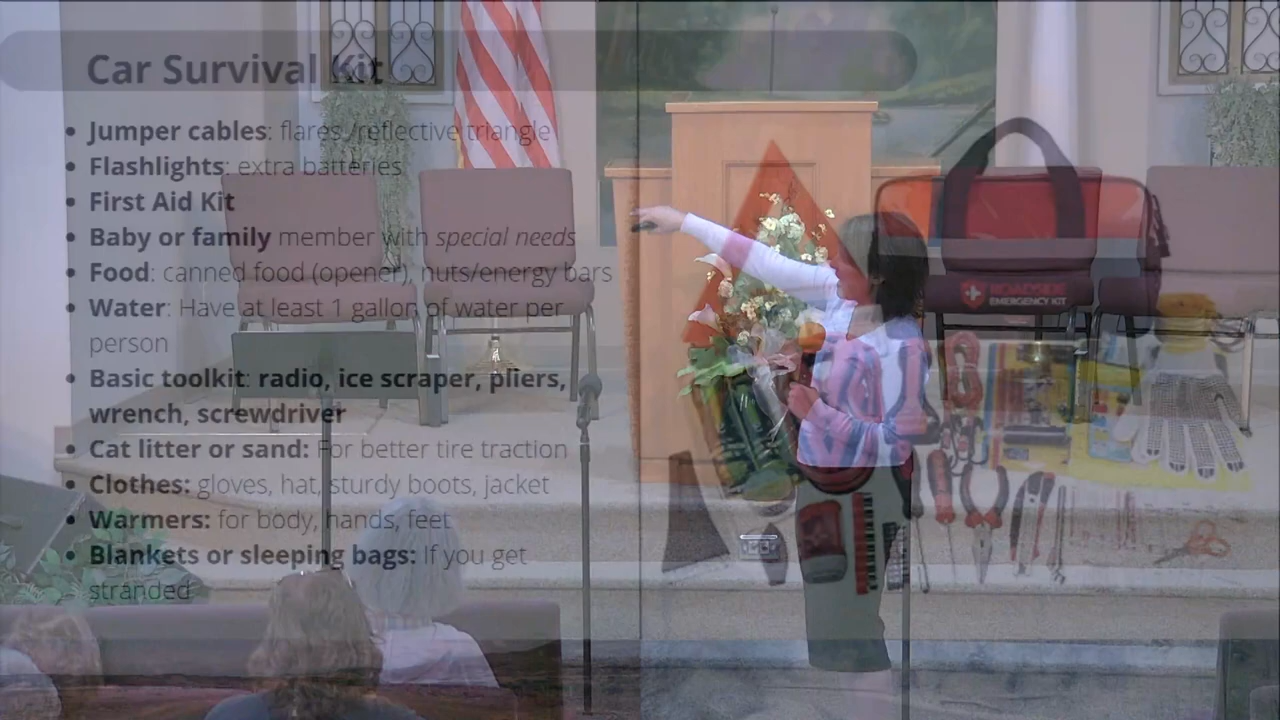 Car Survival Kit
Jumper cables: flares /reflective triangle
Flashlights: extra batteries
First Aid Kit
Baby or family member with special needs
Food: canned food (opener), nuts/energy bars
Water: Have at least 1 gallon of water per
person
Basic toolkit: radio, ice scraper, pliers,
wrench, screwdriver
Cat litter or sand: For better tire traction
Clothes: gloves, hat, sturdy boots, jacket
Warmers: for body, hands, feet
Blankets or sleeping bags: If you get
stranded
ROADSIDE
EMERGENCY KIT